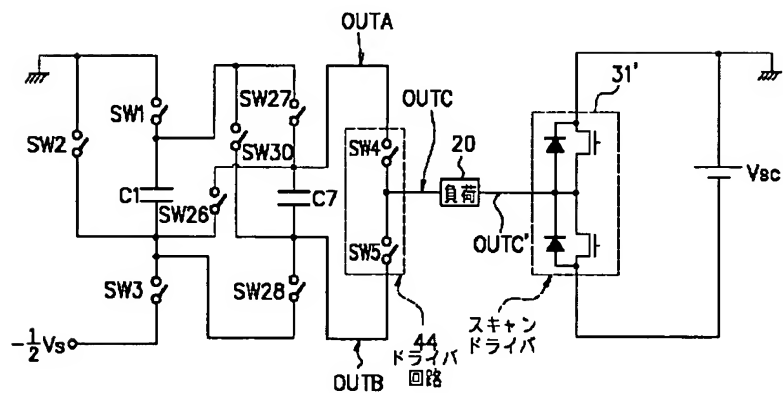 OUTA
31'
SW27
OUTC
SW1
SW2
SW30
SW4
20
C1
C7
負荷
Vsc
SW26
SW5
OUTC'
SW3
SW28
-1/2Vs
44
ドライバ
回路
スキャン
ドライバ
OUTB